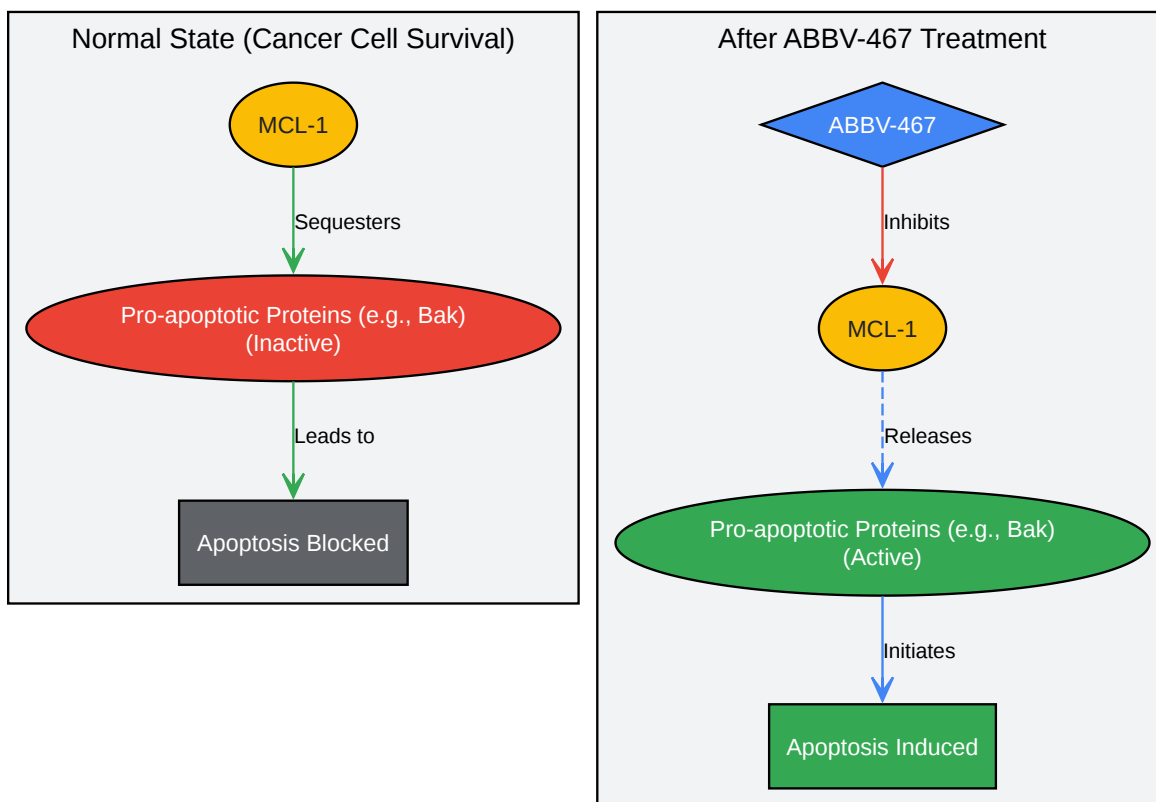 Normal State (Cancer Cell Survival)
MCL-1
Sequesters
Pro-apoptotic Proteins (e.g., Bak)
(Inactive)
Leads to
Apoptosis Blocked
After ABBV-467 Treatment
ABBV-467
Inhibits
MCL-1
Releases
Pro-apoptotic Proteins (e.g., Bak)
(Active)
Initiates
Apoptosis Induced